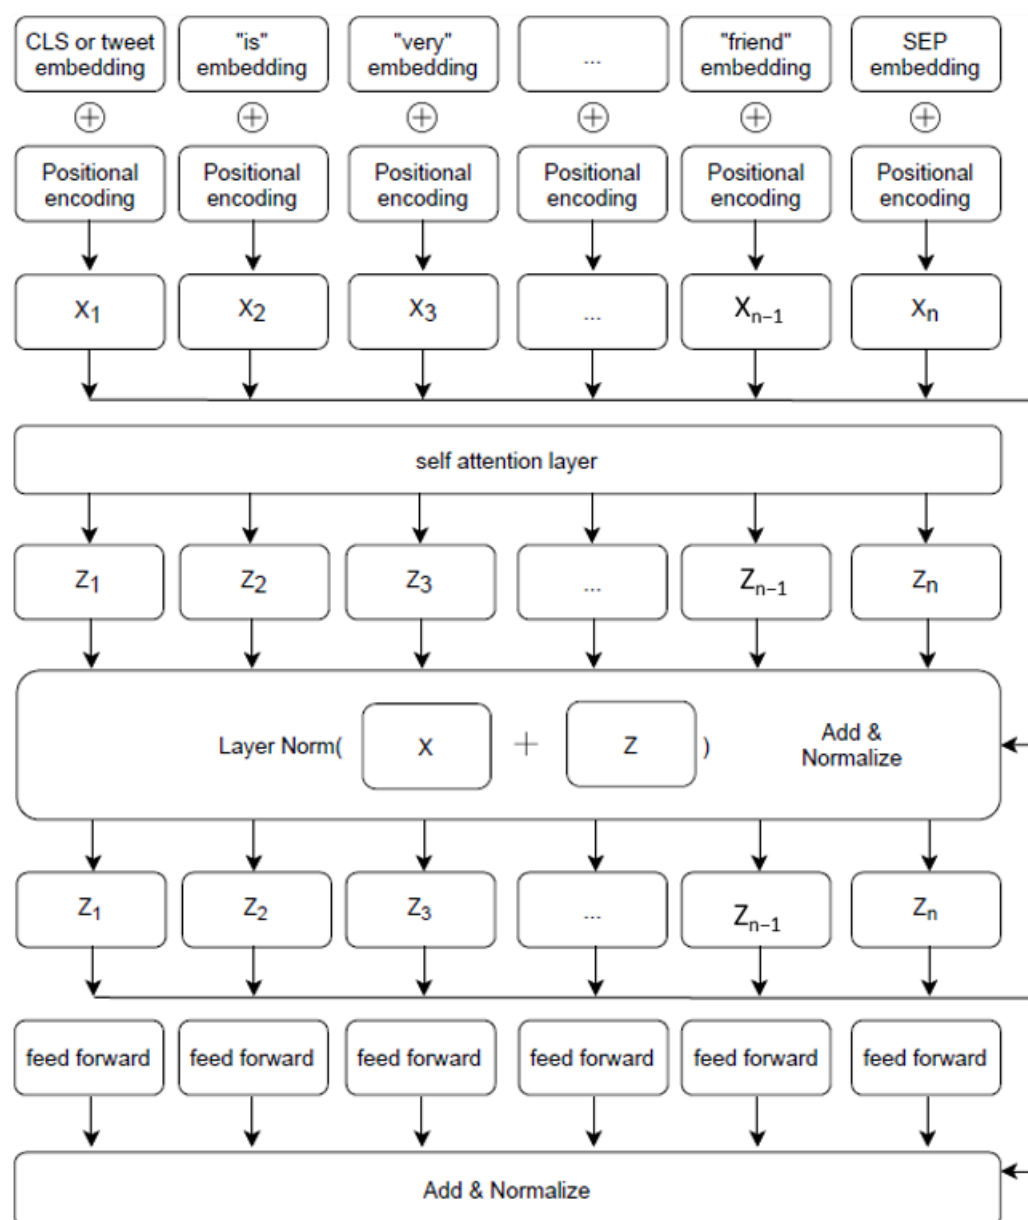 CLS or tweet
embedding
"is"
embedding
"very"
embedding
...
"friend"
embedding
SEP
embedding
Positional
encoding
Positional
encoding
Positional
encoding
Positional
encoding
Positional
encoding
Positional
encoding
X1
X2
X3
...
Xn−1
Xn
self attention layer
Z1
Z2
Z3
...
Zn−1
Zn
Layer Norm( X + Z )
Add &
Normalize
Z1
Z2
Z3
...
Zn−1
Zn
feed forward
feed forward
feed forward
feed forward
feed forward
feed forward
Add & Normalize